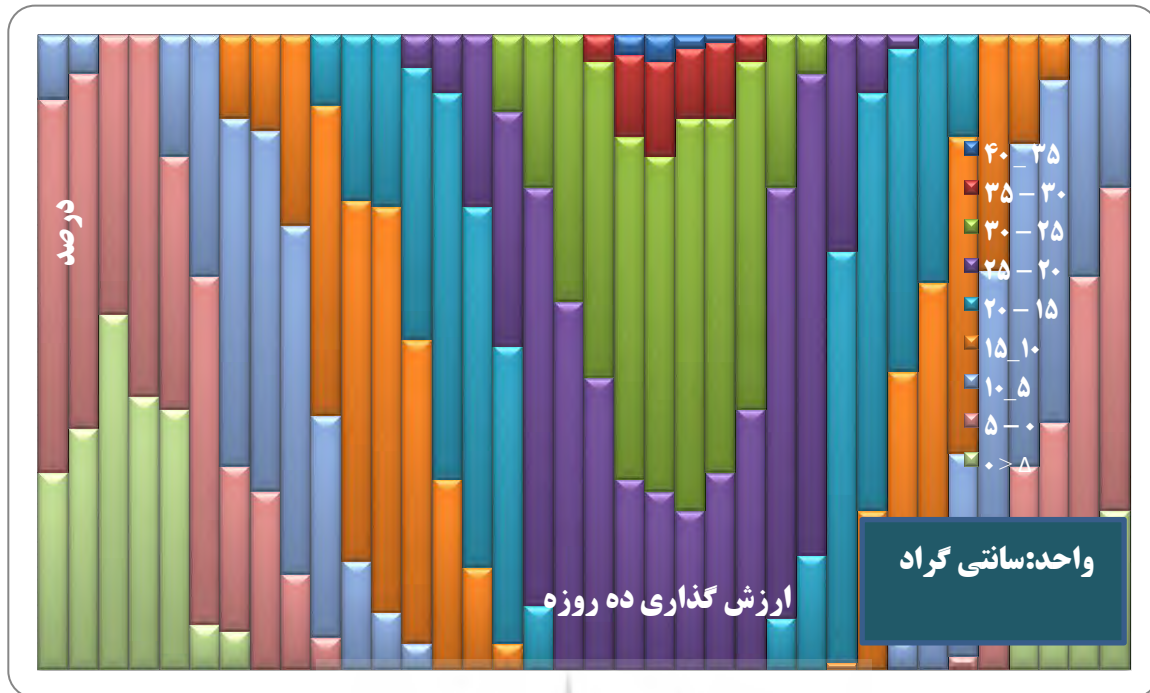 درصد
۴۰_۳۵
۳۵ – ۳۰
۳۰ – ۲۵
۲۵ – ۲۰
۲۰ – ۱۵
۱۵_۱۰
۱۰_۵
۵ – ۰
۰ > ۵
واحد:سانتی گراد
ارزش گذاری ده روزه